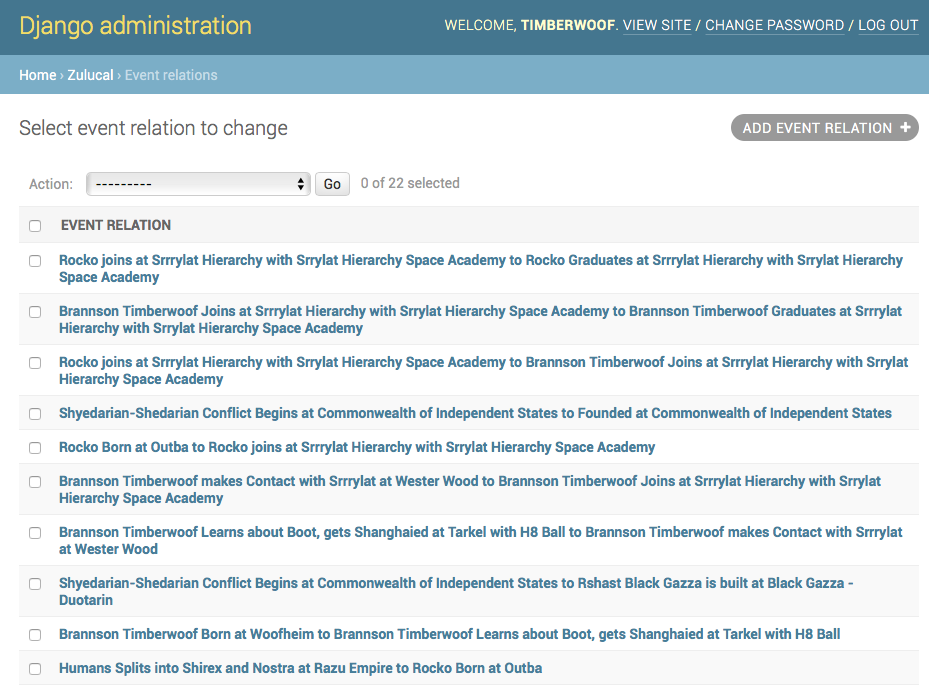 Django administration
WELCOME, TIMBERWOOF. VIEW SITE / CHANGE PASSWORD / LOG OUT
Home › Zulucal › Event relations
Select event relation to change
ADD EVENT RELATION +
Action: --------- Go 0 of 22 selected
EVENT RELATION
Rocko joins at Srrrylat Hierarchy with Srrylat Hierarchy Space Academy to Rocko Graduates at Srrrylat Hierarchy with Srrylat Hierarchy
Space Academy
Brannson Timberwoof Joins at Srrrylat Hierarchy with Srrylat Hierarchy Space Academy to Brannson Timberwoof Graduates at Srrrylat
Hierarchy with Srrylat Hierarchy Space Academy
Rocko joins at Srrrylat Hierarchy with Srrylat Hierarchy Space Academy to Brannson Timberwoof Joins at Srrrylat Hierarchy with Srrylat
Hierarchy Space Academy
Shyedarian-Shedarian Conflict Begins at Commonwealth of Independent States to Founded at Commonwealth of Independent States
Rocko Born at Outba to Rocko joins at Srrrylat Hierarchy with Srrylat Hierarchy Space Academy
Brannson Timberwoof makes Contact with Srrrylat at Wester Wood to Brannson Timberwoof Joins at Srrrylat Hierarchy with Srrylat
Hierarchy Space Academy
Brannson Timberwoof Learns about Boot, gets Shanghaied at Tarkel with H8 Ball to Brannson Timberwoof makes Contact with Srrrylat
at Wester Wood
Shyedarian-Shedarian Conflict Begins at Commonwealth of Independent States to Rshast Black Gazza is built at Black Gazza -
Duotarin
Brannson Timberwoof Born at Woofheim to Brannson Timberwoof Learns about Boot, gets Shanghaied at Tarkel with H8 Ball
Humans Splits into Shirex and Nostra at Razu Empire to Rocko Born at Outba